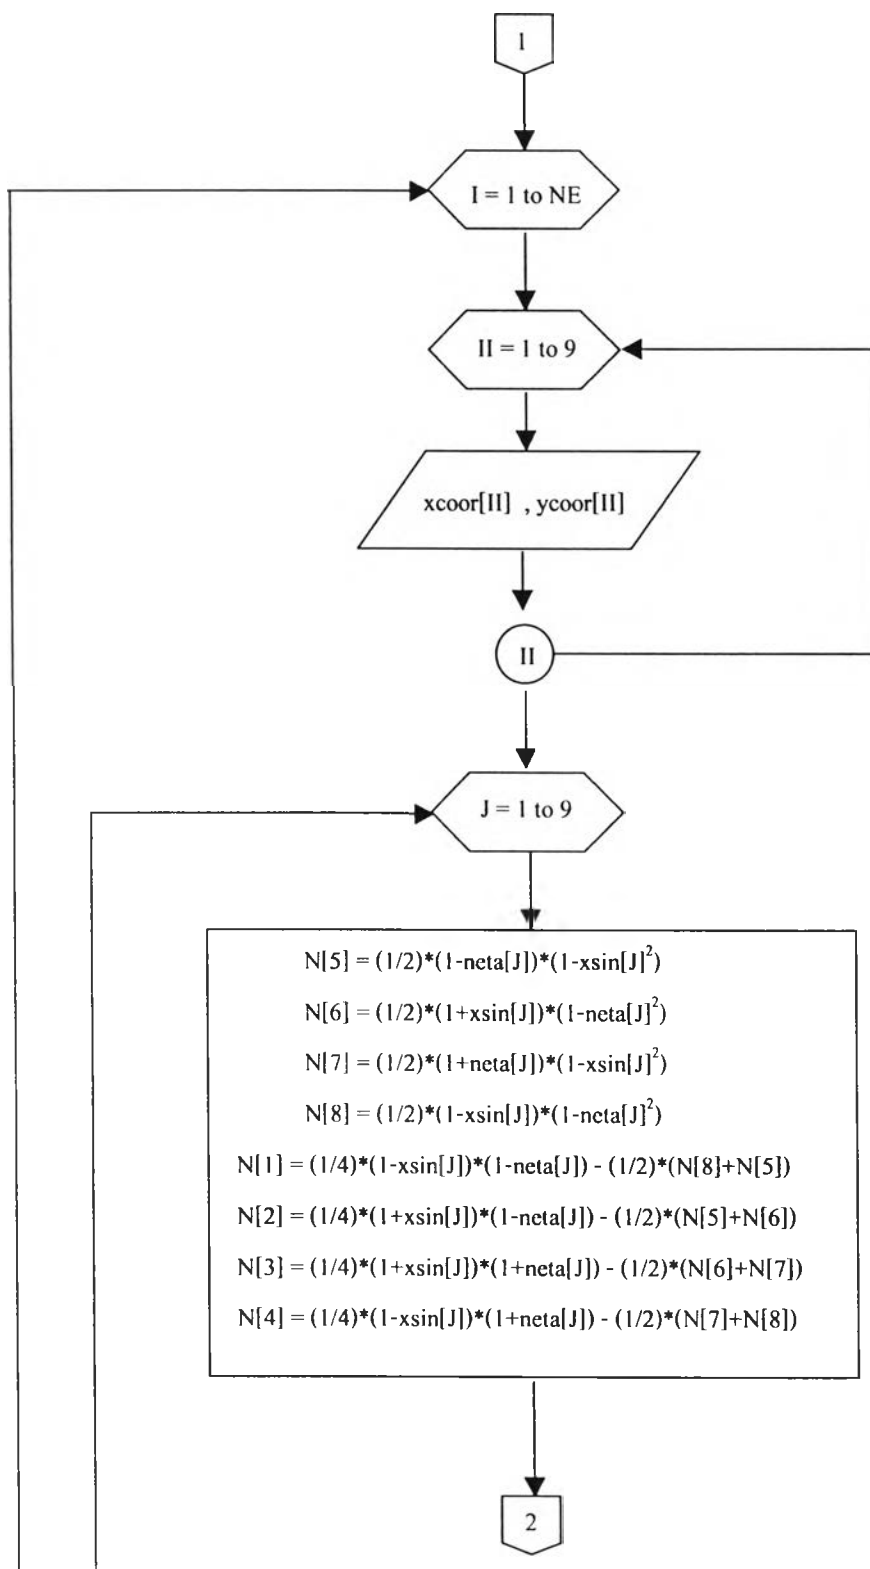 1
I = 1 to NE
II = 1 to 9
xcoor[II] , ycoor[II]
II
J = 1 to 9
N[5] = (1/2)*(1-neta[J])*(1-xsin[J]²)
N[6] = (1/2)*(1+xsin[J])*(1-neta[J]²)
N[7] = (1/2)*(1+neta[J])*(1-xsin[J]²)
N[8] = (1/2)*(1-xsin[J])*(1-neta[J]²)
N[1] = (1/4)*(1-xsin[J])*(1-neta[J]) - (1/2)*(N[8]+N[5])
N[2] = (1/4)*(1+xsin[J])*(1-neta[J]) - (1/2)*(N[5]+N[6])
N[3] = (1/4)*(1+xsin[J])*(1+neta[J]) - (1/2)*(N[6]+N[7])
N[4] = (1/4)*(1-xsin[J])*(1+neta[J]) - (1/2)*(N[7]+N[8])
2